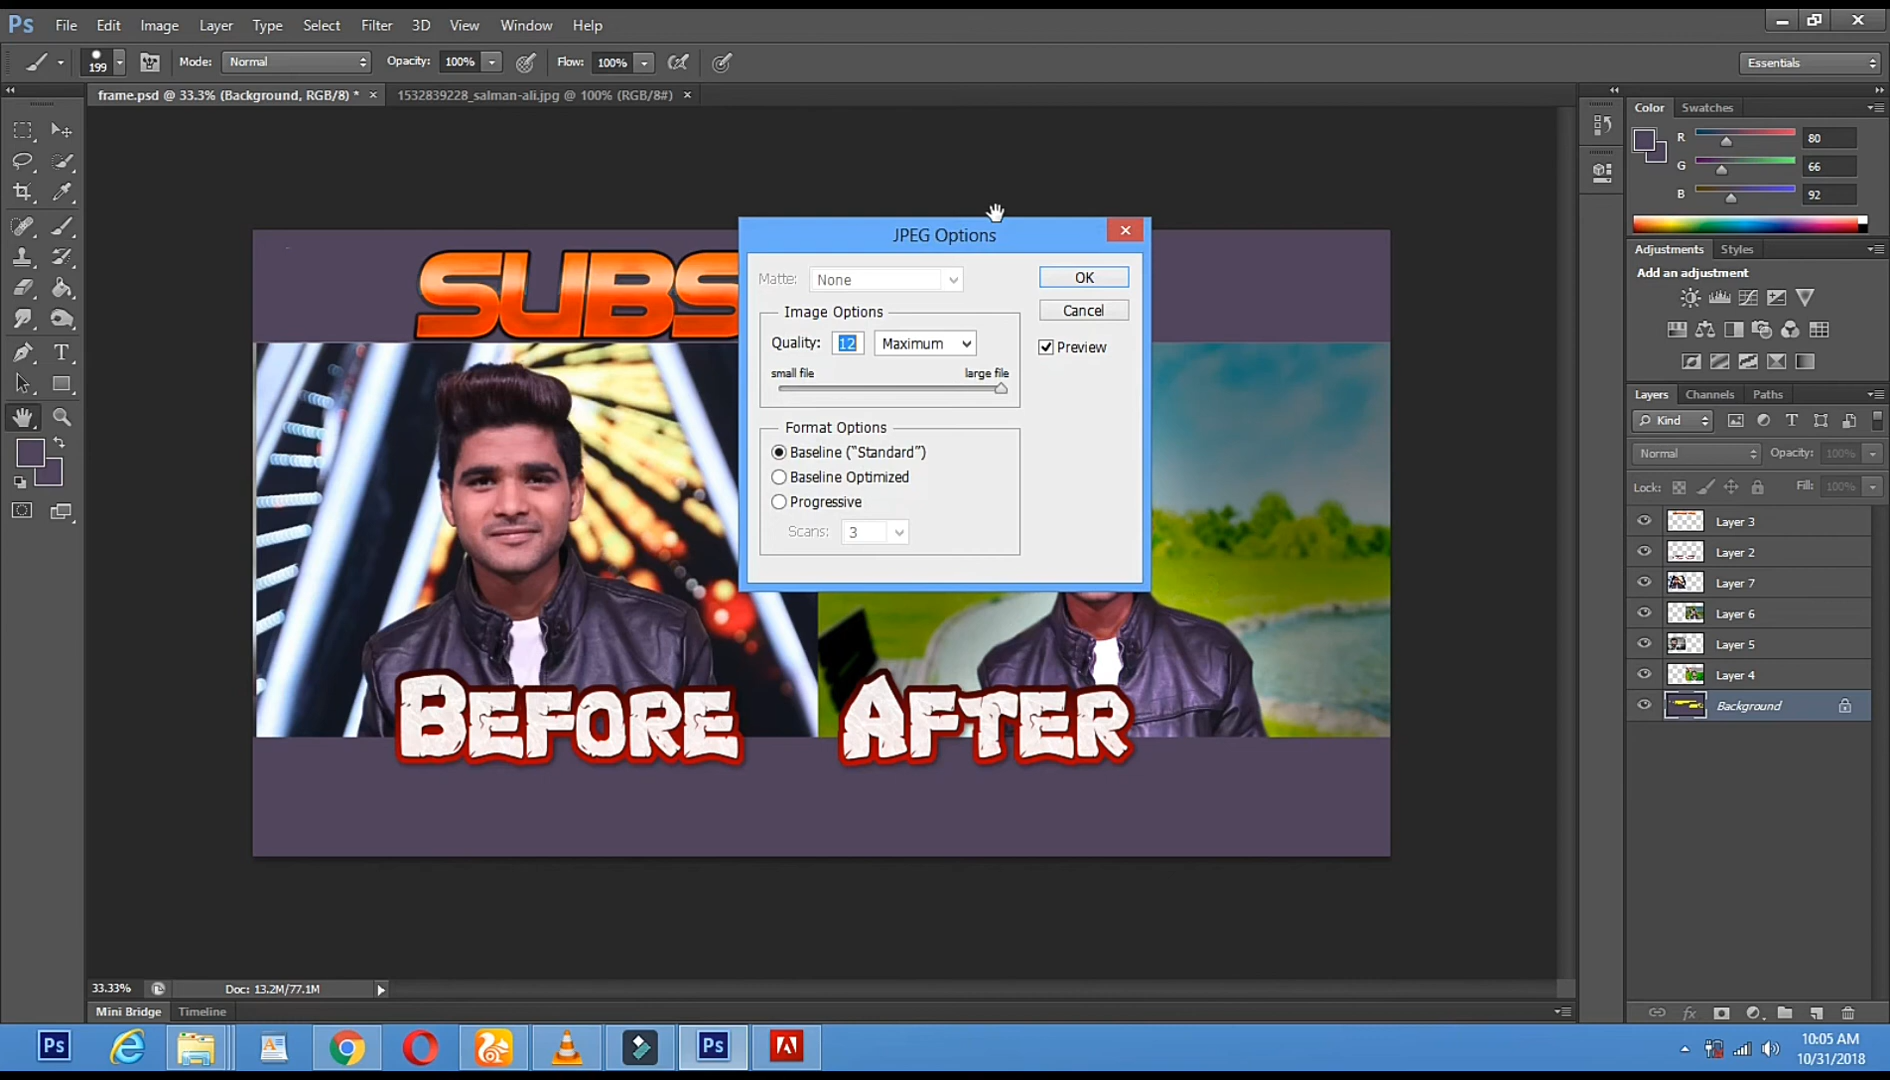 Ps File Edit Image Layer Type Select Filter 3D View Window Help
199 Mode: Normal Opacity: 100% Flow: 100% Essentials
frame.psd @ 33.3% (Background, RGB/8) * × 1532839228_salman-ali.jpg @ 100% (RGB/8#) ×
Color Swatches
R 80
G 66
B 92
Adjustments Styles
Add an adjustment
SUBS
JPEG Options
Matte: None
OK
Cancel
Preview
Image Options
Quality: 12 Maximum
small file large file
Format Options
Baseline (“Standard”)
Baseline Optimized
Progressive
Scans: 3
BEFORE
AFTER
Layers Channels Paths
Kind
Normal Opacity: 100%
Lock: Fill: 100%
Layer 3
Layer 2
Layer 7
Layer 6
Layer 5
Layer 4
Background
33.33% Doc: 13.2M/77.1M
Mini Bridge Timeline
fx
Ps
Ps
10:05 AM
10/31/2018